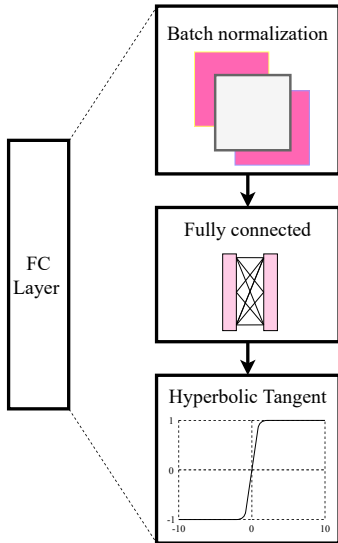 Batch normalization
FC
Layer
Fully connected
Hyperbolic Tangent
1
0
-1
-10
0
10